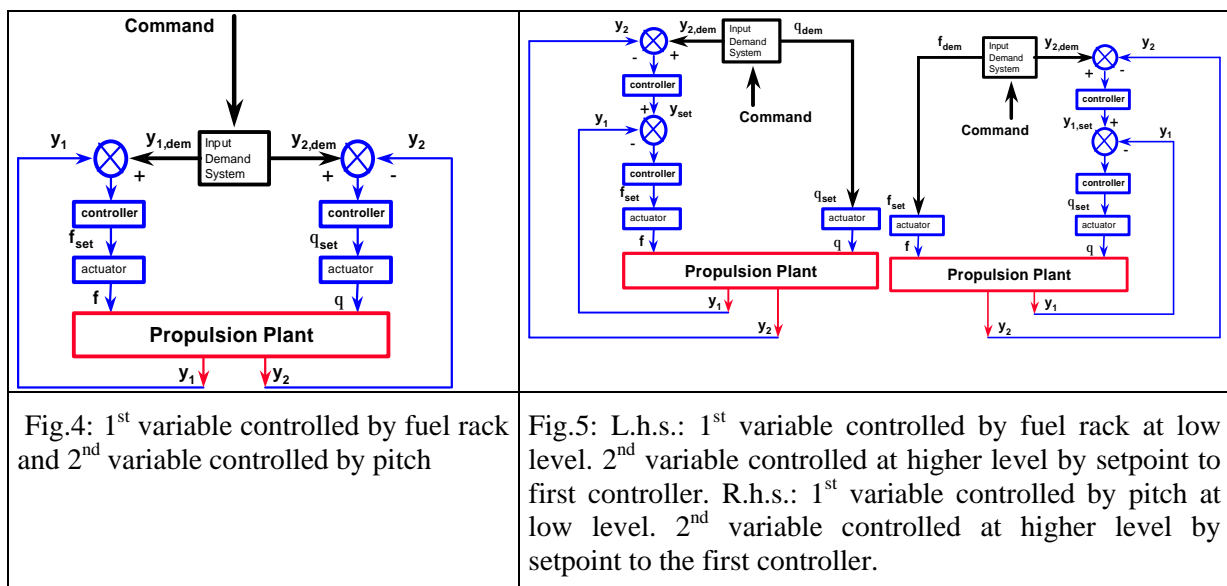 Command
y1 y1,dem Input Demand System y2,dem y2
+ + -
controller controller
fset qset
actuator actuator
f q
Propulsion Plant
y1 y2
y2 y2,dem Input Demand System qdem
- +
controller
Command
+ yset
y1
-
controller
fset qset
actuator actuator
f q
Propulsion Plant
y1
y2
fdem Input Demand System y2,dem y2
+ -
controller
Command
y1,set + y1
-
controller
fset qset
actuator actuator
f q
Propulsion Plant
y1
y2
Fig.4: 1st variable controlled by fuel rack
and 2nd variable controlled by pitch
Fig.5: L.h.s.: 1st variable controlled by fuel rack at low
level. 2nd variable controlled at higher level by setpoint to
first controller. R.h.s.: 1st variable controlled by pitch at
low level. 2nd variable controlled at higher level by
setpoint to the first controller.